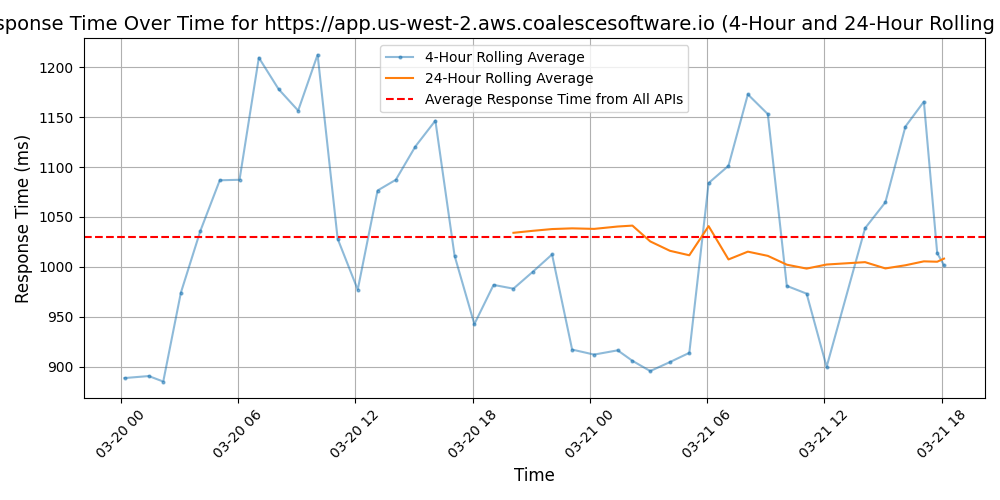 sponse Time Over Time for https://app.us-west-2.aws.coalescesoftware.io (4-Hour and 24-Hour Rolling
4-Hour Rolling Average
24-Hour Rolling Average
Average Response Time from All APIs
Response Time (ms)
1200
1150
1100
1050
1000
950
900
03-20 00
03-20 06
03-20 12
03-20 18
03-21 00
03-21 06
03-21 12
03-21 18
Time